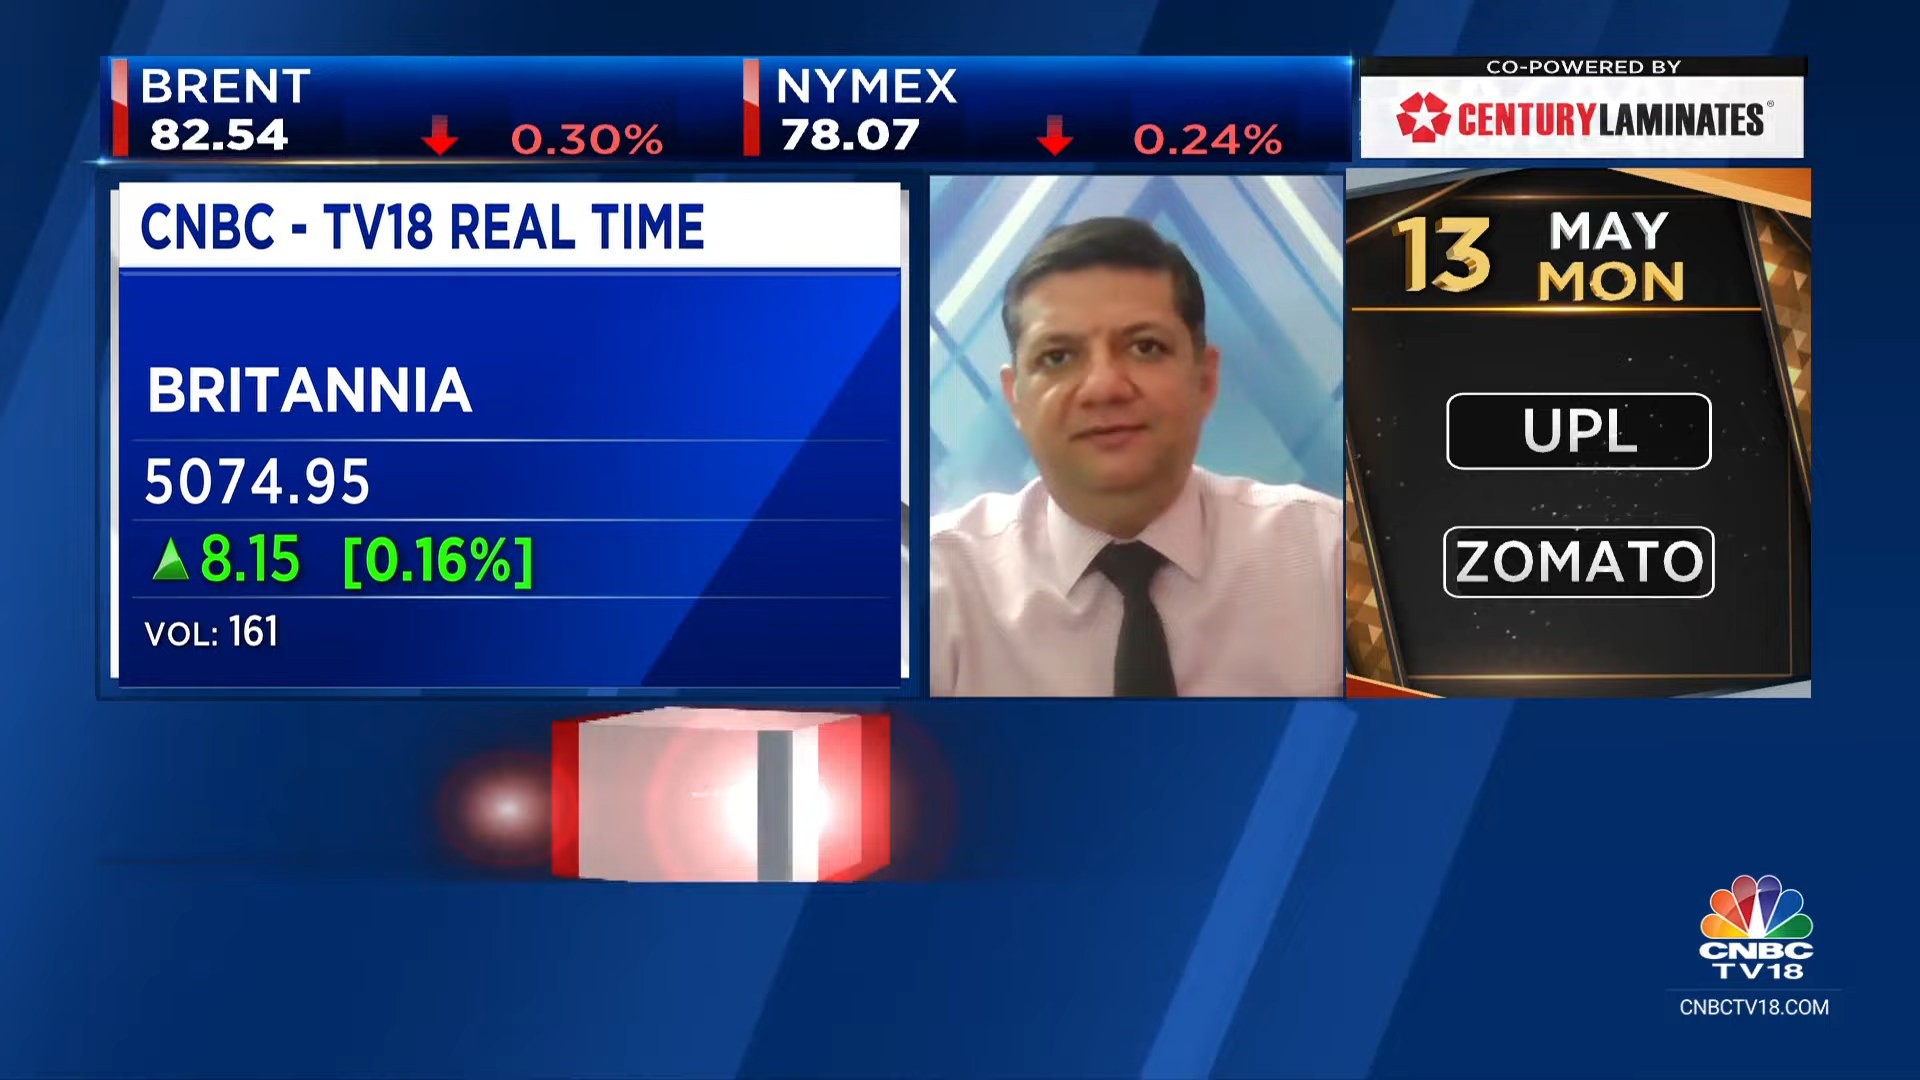 BRENT
82.54
0.30%
NYMEX
78.07
0.24%
CO-POWERED BY
CENTURYLAMINATES®
CNBC - TV18 REAL TIME
BRITANNIA
5074.95
8.15 [0.16%]
VOL: 161
13 MAY
MON
UPL
ZOMATO
CNBC
TV18
CNBCTV18.COM